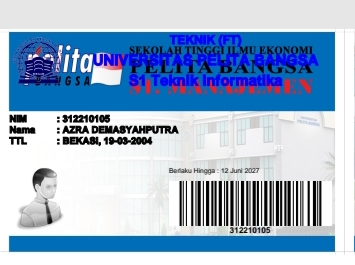 TEKNIK (FT)
SEKOLAH TINGGI ILMU EKONOMI
UNIVERSITAS PELITA BANGSA
PELITA BANGSA
S1 Teknik Informatika
S1. MANAJEMEN
pelita
BANGSA
NIM : 312210105
Nama : AZRA DEMASYAHPUTRA
TTL : BEKASI, 19-03-2004
Berlaku Hingga : 12 Juni 2027
312210105